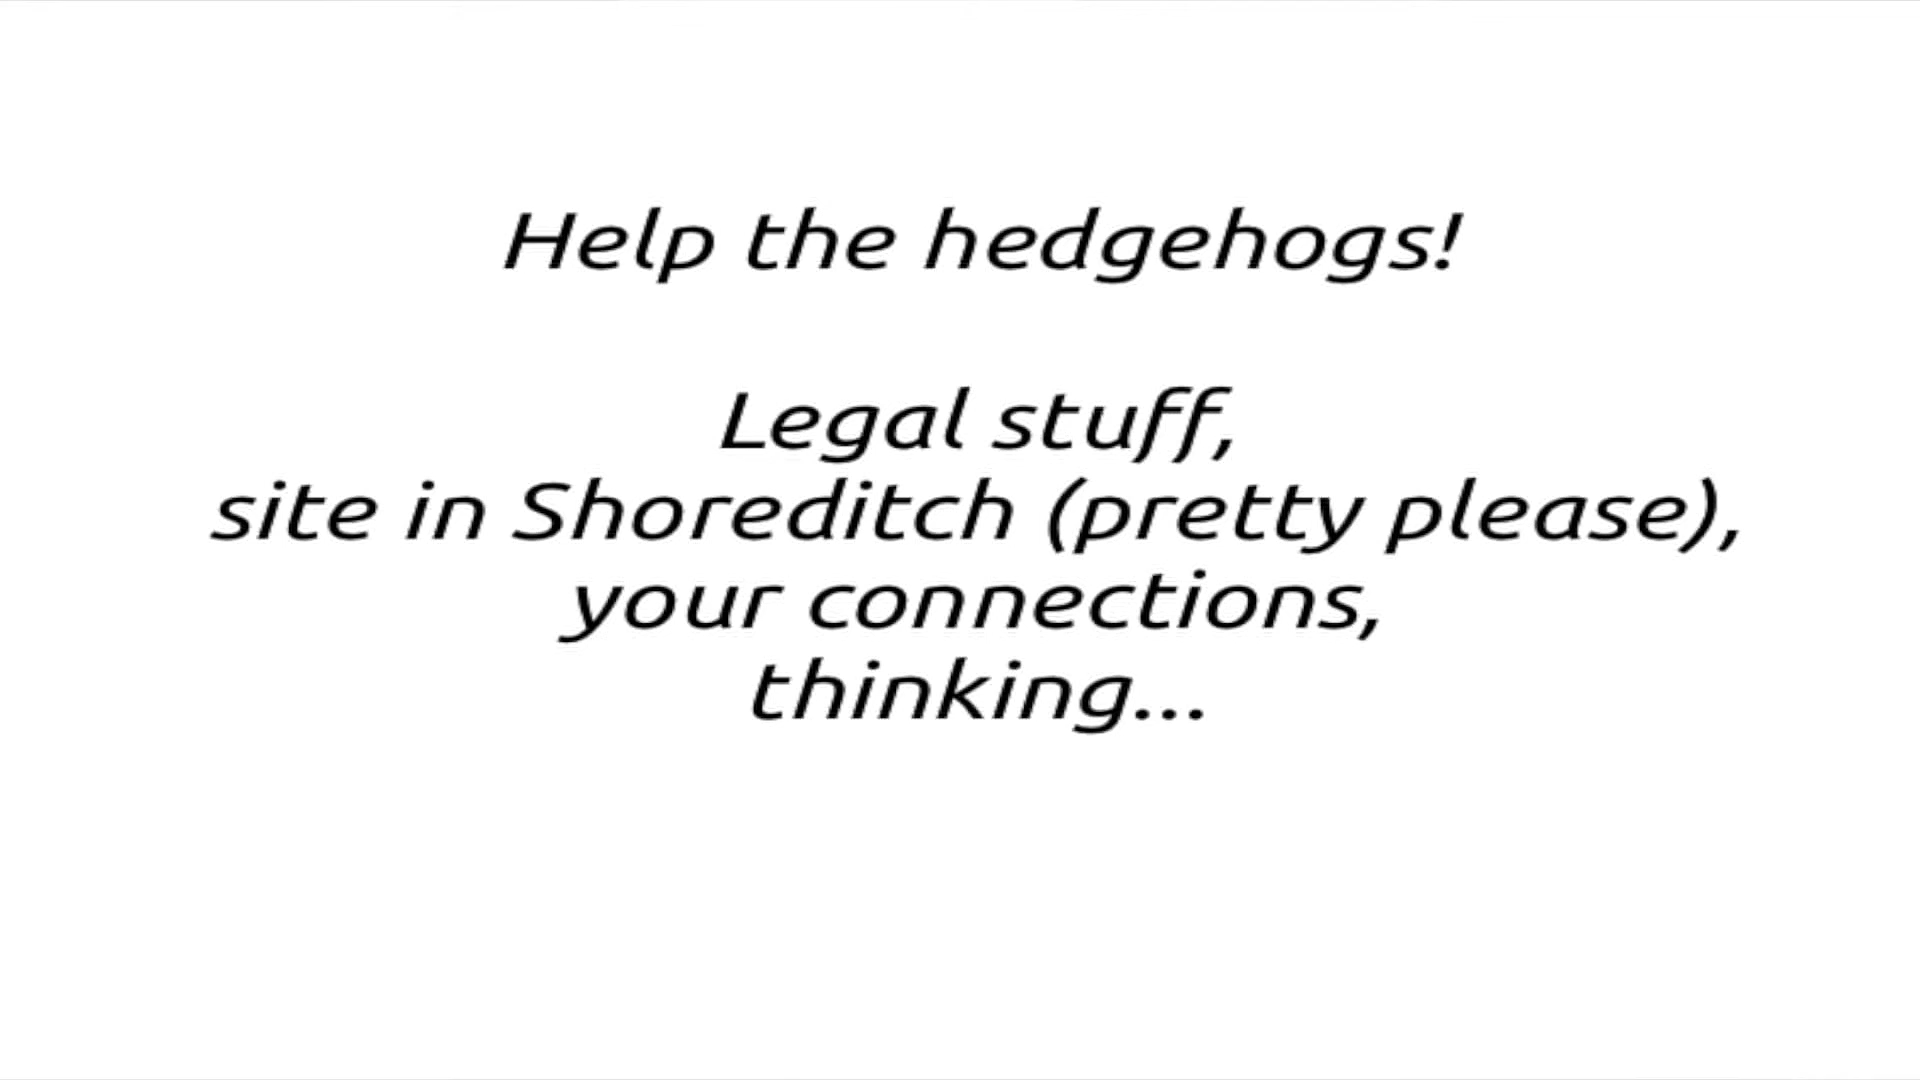 Help the hedgehogs!
Legal stuff,
site in Shoreditch (pretty please),
your connections,
thinking...